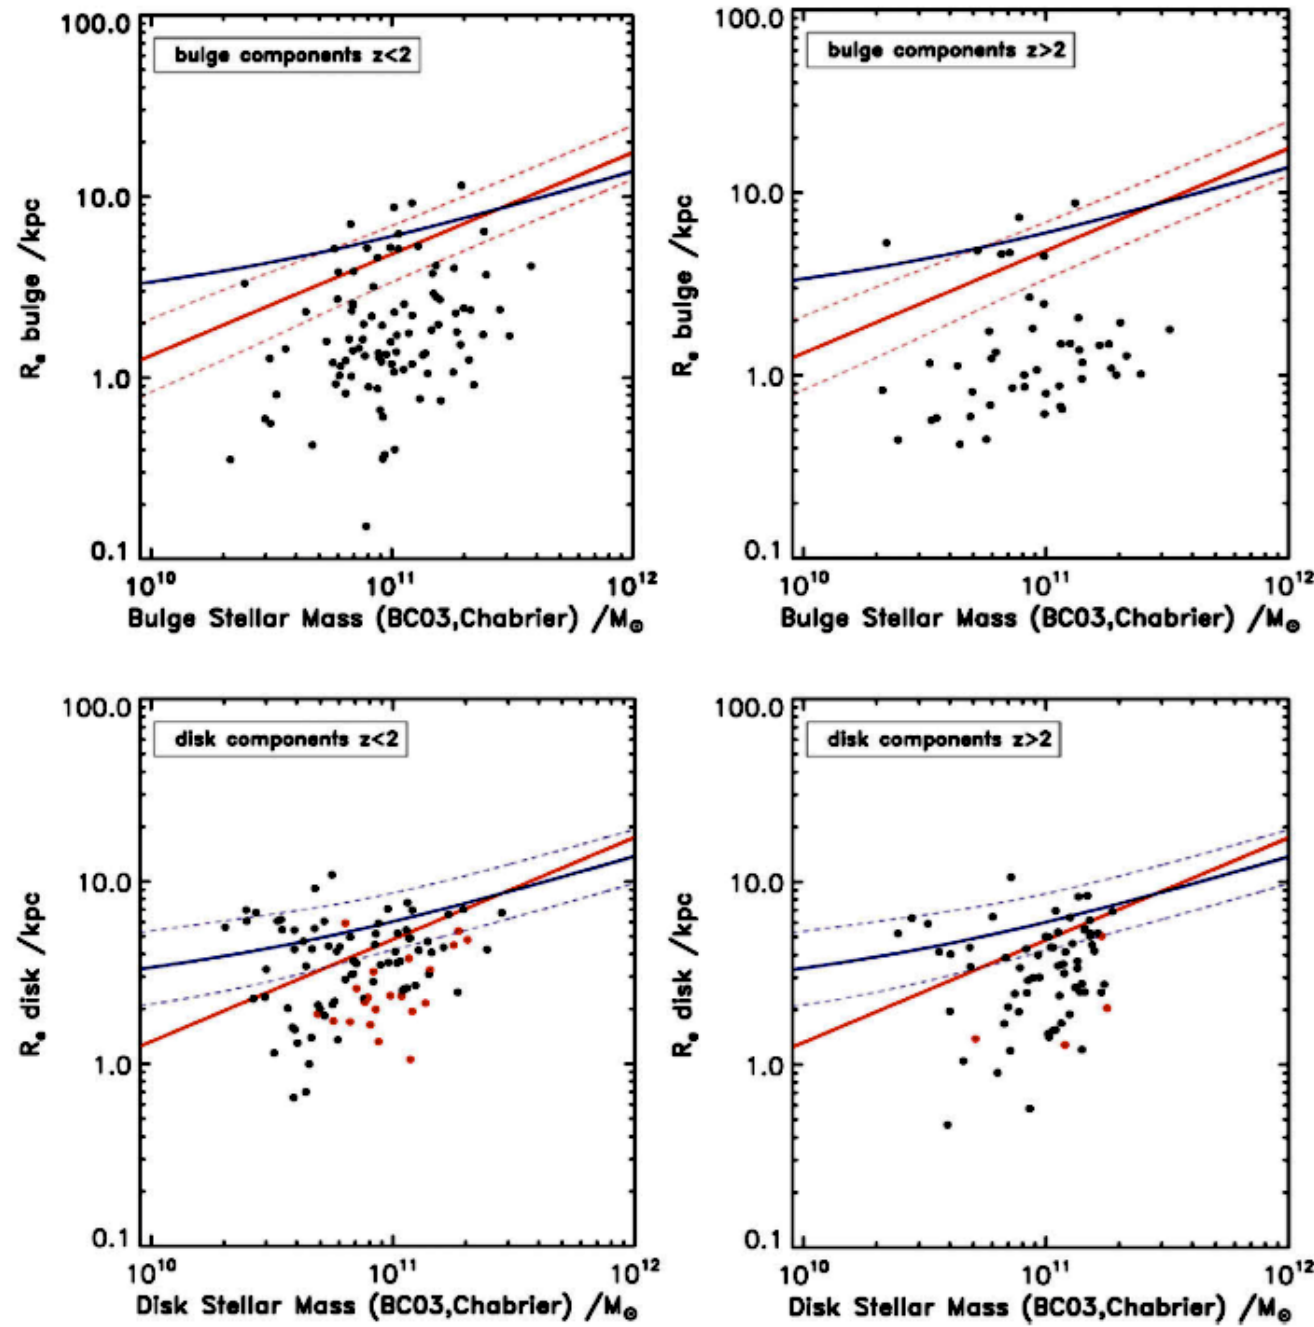 bulge components z<2
100.0
10.0
1.0
0.1
R_e bulge /kpc
10^10
10^11
10^12
Bulge Stellar Mass (BC03,Chabrier) /M_⊙
bulge components z>2
100.0
10.0
1.0
0.1
R_e bulge /kpc
10^10
10^11
10^12
Bulge Stellar Mass (BC03,Chabrier) /M_⊙
disk components z<2
100.0
10.0
1.0
0.1
R_e disk /kpc
10^10
10^11
10^12
Disk Stellar Mass (BC03,Chabrier) /M_⊙
disk components z>2
100.0
10.0
1.0
0.1
R_e disk /kpc
10^10
10^11
10^12
Disk Stellar Mass (BC03,Chabrier) /M_⊙